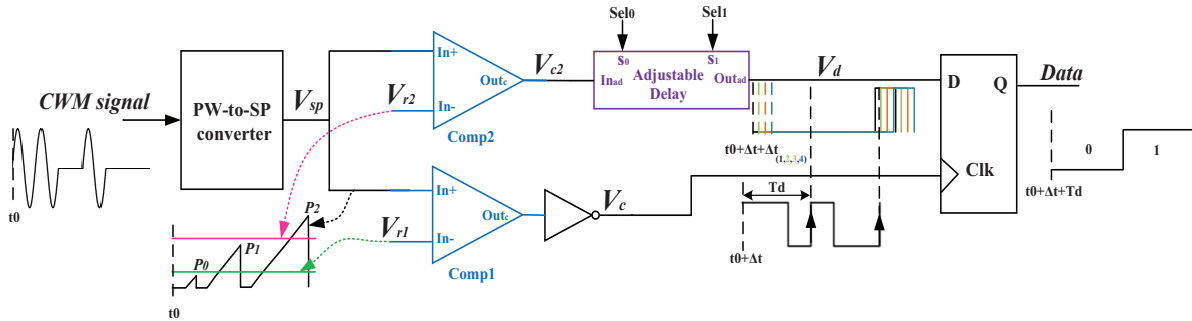 Sel0
Sel1
CWM signal
PW-to-SP
converter
Vsp
In+
Outc
In-
Vr2
Comp2
Vc2
S0
S1
Inad
Adjustable
Delay
Outad
Vd
D
Q
Clk
Data
t0+Δt+Δt(1,2,3,4)
t0
In+
Outc
In-
Vr1
Comp1
Vc
Td
t0+Δt
0
1
t0+Δt+Td
P0
P1
P2
t0